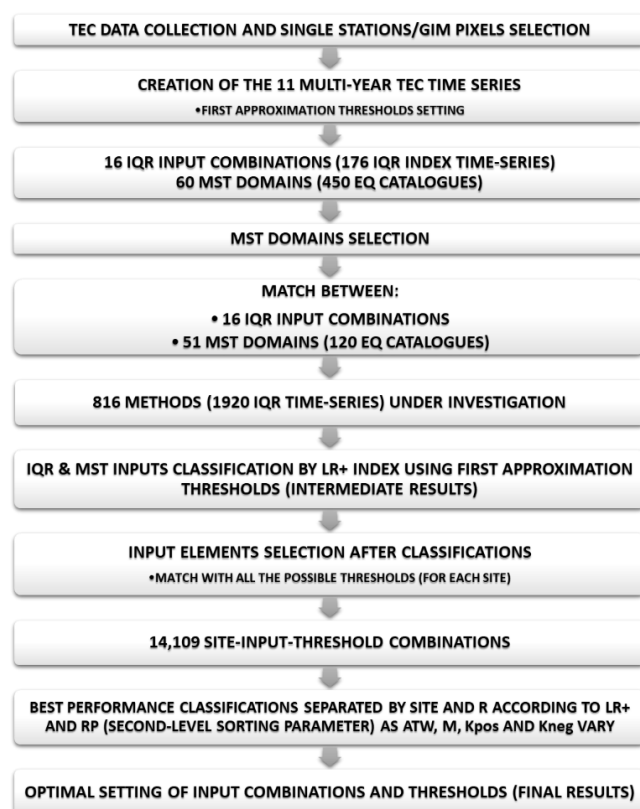 TEC DATA COLLECTION AND SINGLE STATIONS/GIM PIXELS SELECTION
CREATION OF THE 11 MULTI-YEAR TEC TIME SERIES
•FIRST APPROXIMATION THRESHOLDS SETTING
16 IQR INPUT COMBINATIONS (176 IQR INDEX TIME-SERIES)
60 MST DOMAINS (450 EQ CATALOGUES)
MST DOMAINS SELECTION
MATCH BETWEEN:
• 16 IQR INPUT COMBINATIONS
• 51 MST DOMAINS (120 EQ CATALOGUES)
816 METHODS (1920 IQR TIME-SERIES) UNDER INVESTIGATION
IQR & MST INPUTS CLASSIFICATION BY LR+ INDEX USING FIRST APPROXIMATION
THRESHOLDS (INTERMEDIATE RESULTS)
INPUT ELEMENTS SELECTION AFTER CLASSIFICATIONS
•MATCH WITH ALL THE POSSIBLE THRESHOLDS (FOR EACH SITE)
14,109 SITE-INPUT-THRESHOLD COMBINATIONS
BEST PERFORMANCE CLASSIFICATIONS SEPARATED BY SITE AND R ACCORDING TO LR+
AND RP (SECOND-LEVEL SORTING PARAMETER) AS ATW, M, Kpos AND Kneg VARY
OPTIMAL SETTING OF INPUT COMBINATIONS AND THRESHOLDS (FINAL RESULTS)